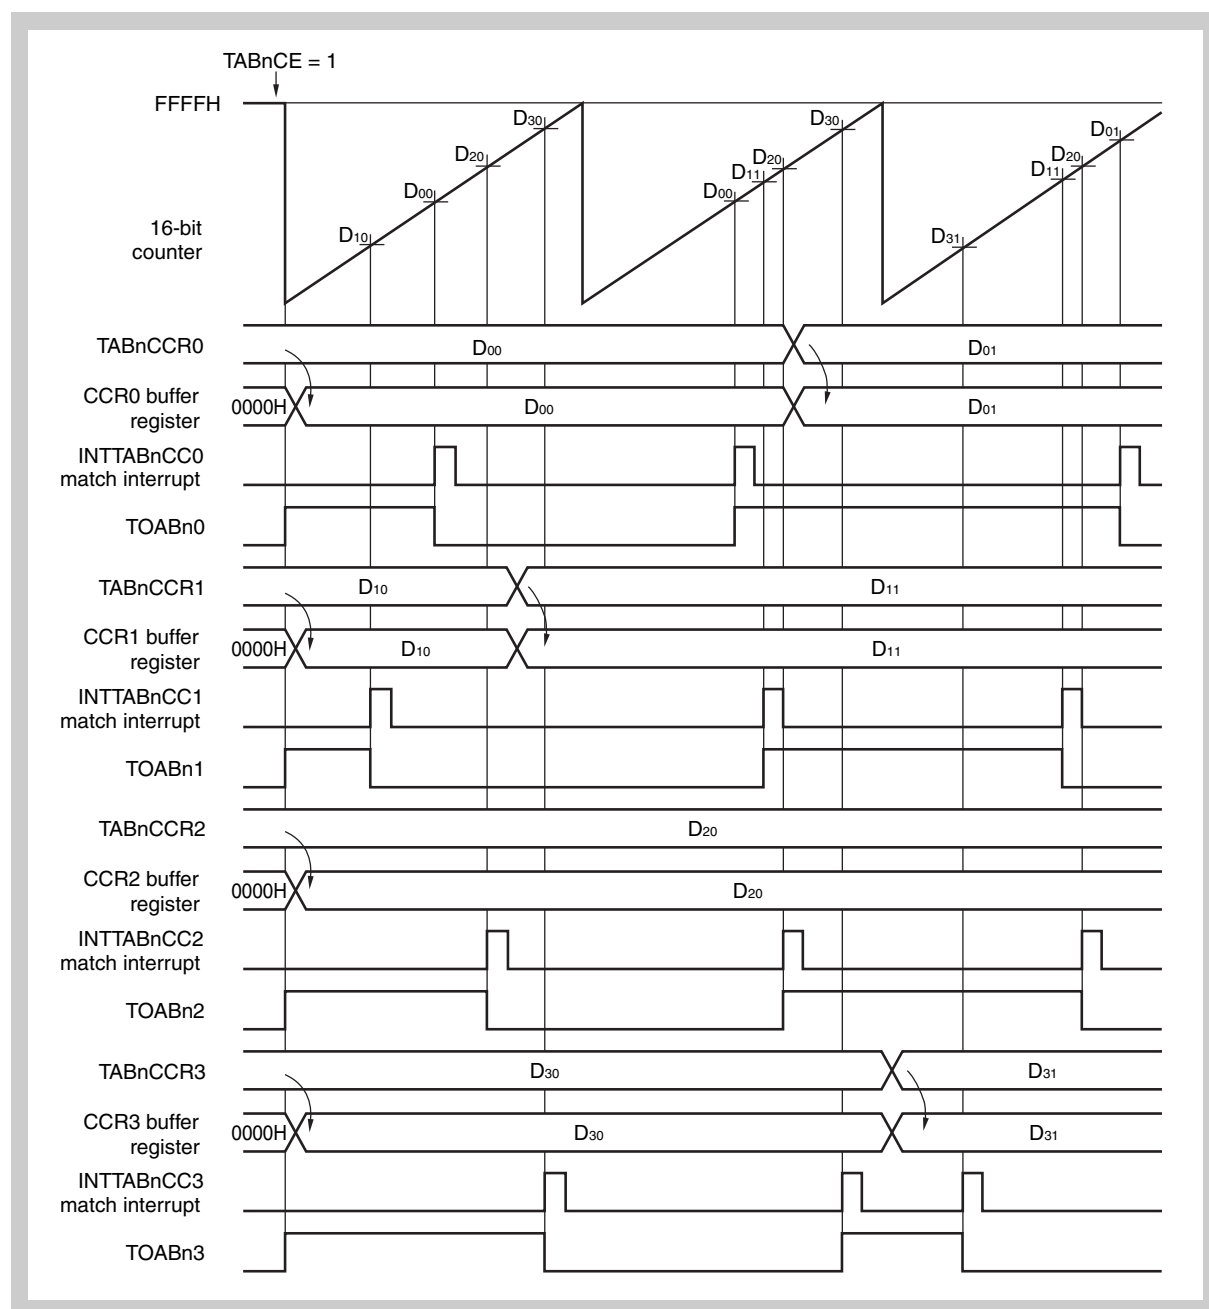 TABnCE = 1
FFFFH
16-bit
counter
D10 D00 D20 D30 D00 D11 D20 D30 D31 D11 D20 D01
TABnCCR0 D00 D01
CCR0 buffer
register 0000H D00 D01
INTTABnCC0
match interrupt
TOABn0
TABnCCR1 D10 D11
CCR1 buffer
register 0000H D10 D11
INTTABnCC1
match interrupt
TOABn1
TABnCCR2 D20
CCR2 buffer
register 0000H D20
INTTABnCC2
match interrupt
TOABn2
TABnCCR3 D30 D31
CCR3 buffer
register 0000H D30 D31
INTTABnCC3
match interrupt
TOABn3